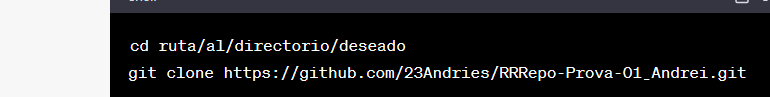 cd ruta/al/directorio/deseado
git clone https://github.com/23Andries/RRRepo-Prova-01_Andrei.git